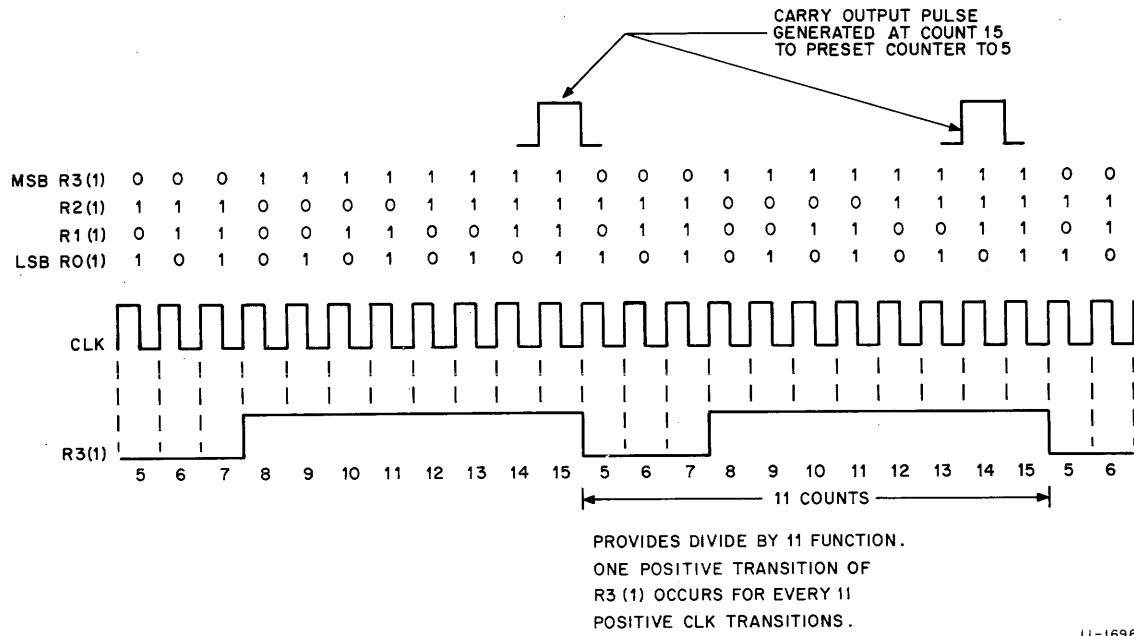 CARRY OUTPUT PULSE
GENERATED AT COUNT 15
TO PRESET COUNTER TO 5
MSB R3(1) 0 0 0 1 1 1 1 1 1 1 1 0 0 0 1 1 1 1 1 1 1 1 0 0
R2(1) 1 1 1 0 0 0 0 1 1 1 1 1 1 1 0 0 0 0 1 1 1 1 1 1
R1(1) 0 1 1 0 0 1 1 0 0 1 1 0 1 1 0 0 1 1 0 0 1 1 0 1
LSB R0(1) 1 0 1 0 1 0 1 0 1 0 1 1 0 1 0 1 0 1 0 1 0 1 1 0
CLK
R3(1)
5 6 7 8 9 10 11 12 13 14 15 5 6 7 8 9 10 11 12 13 14 15 5 6
11 COUNTS
PROVIDES DIVIDE BY 11 FUNCTION.
ONE POSITIVE TRANSITION OF
R3 (1) OCCURS FOR EVERY 11
POSITIVE CLK TRANSITIONS.
11-1696